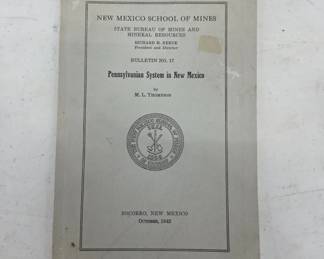 NEW MEXICO SCHOOL OF MINES
STATE BUREAU OF MINES AND
MINERAL RESOURCES
RICHARD H. REECE
President and Director
BULLETIN NO. 17
Pennsylvanian System in New Mexico
by
M. L. THOMPSON
SOCORRO, NEW MEXICO
OCTOBER, 1942